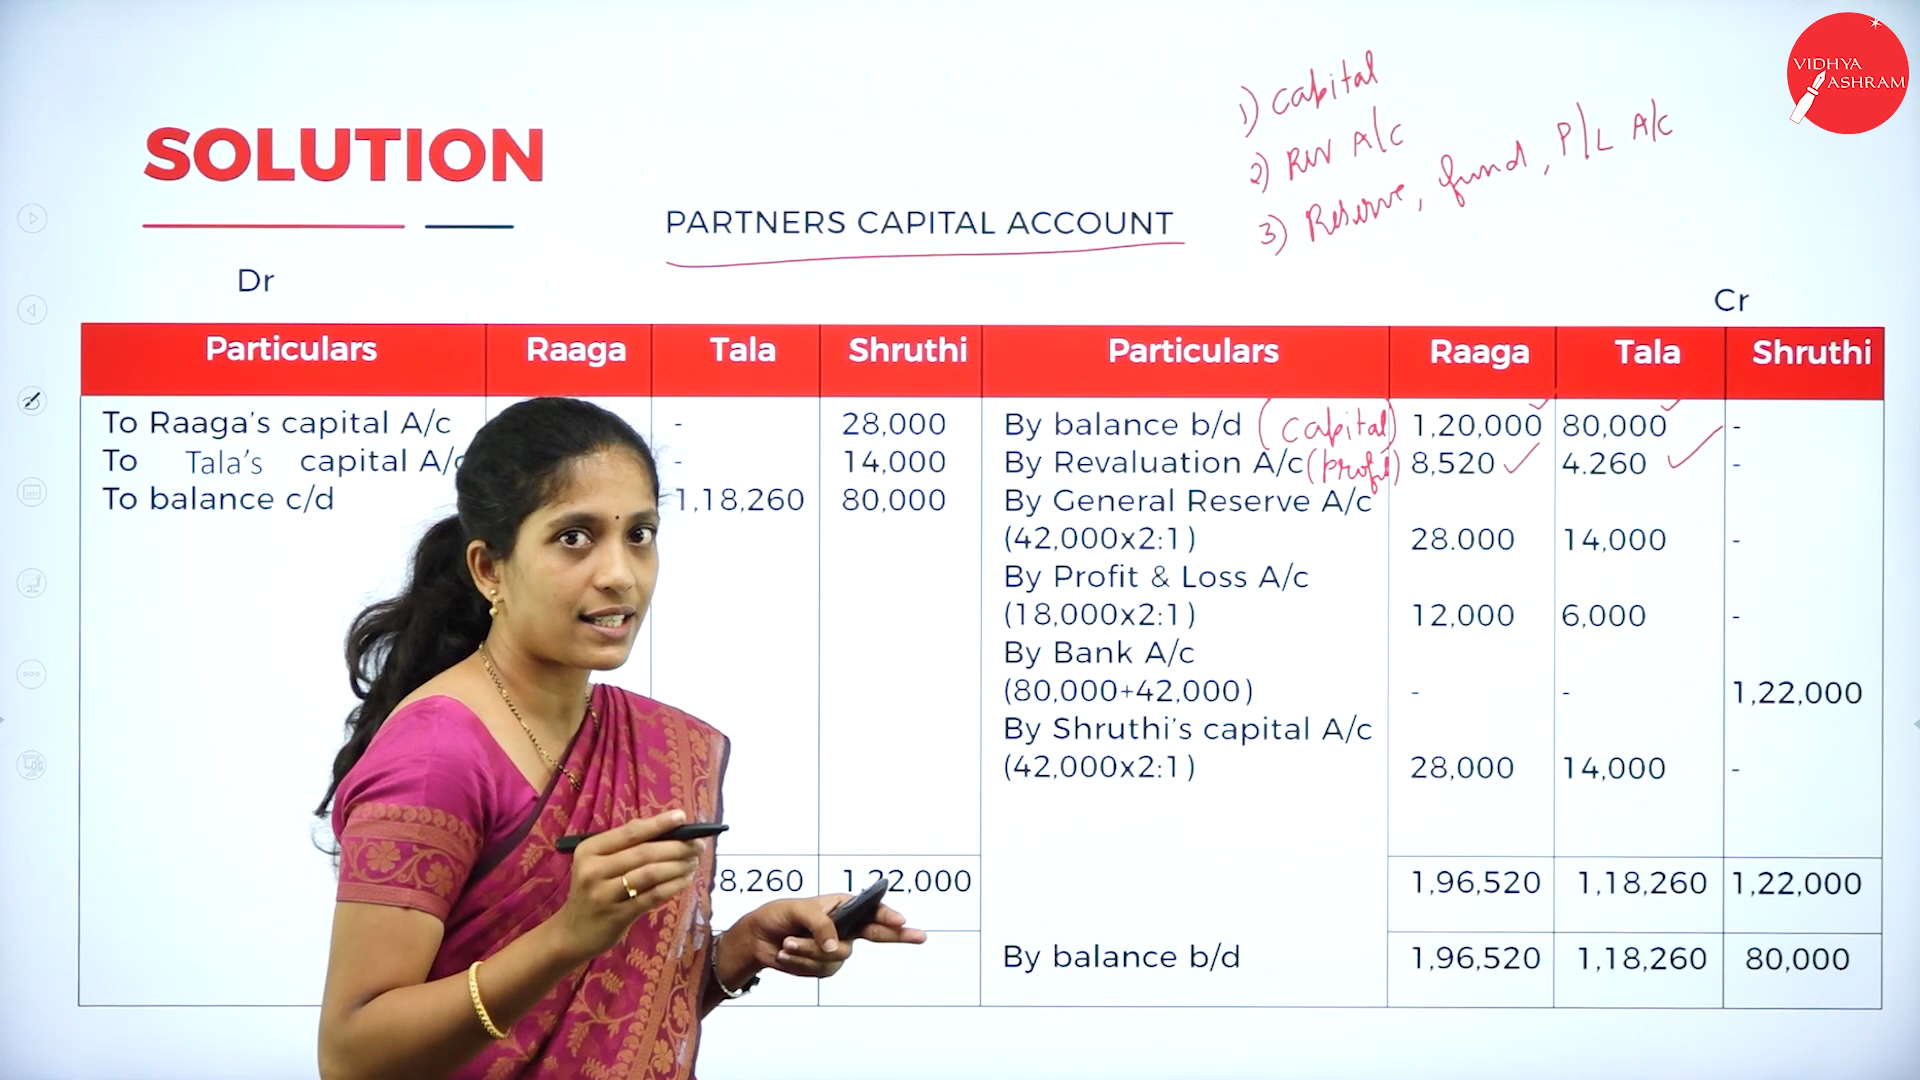 VIDHYA
ASHRAM
1) Capital
2) Rev A/c
3) Reserve, fund, P/L A/c
SOLUTION
PARTNERS CAPITAL ACCOUNT
Dr
Cr
Particulars Raaga Tala Shruthi Particulars Raaga Tala Shruthi
To Raaga's capital A/c - 28,000 By balance b/d (Capital) 1,20,000 80,000 -
To Tala's capital A/c - 14,000 By Revaluation A/c (profit) 8,520 4.260 -
To balance c/d 1,18,260 80,000 By General Reserve A/c
(42,000x2:1) 28.000 14,000 -
By Profit & Loss A/c
(18,000x2:1) 12,000 6,000 -
By Bank A/c
(80,000+42,000) - - 1,22,000
By Shruthi's capital A/c
(42,000x2:1) 28,000 14,000 -
8,260 1,22,000 1,96,520 1,18,260 1,22,000
By balance b/d 1,96,520 1,18,260 80,000